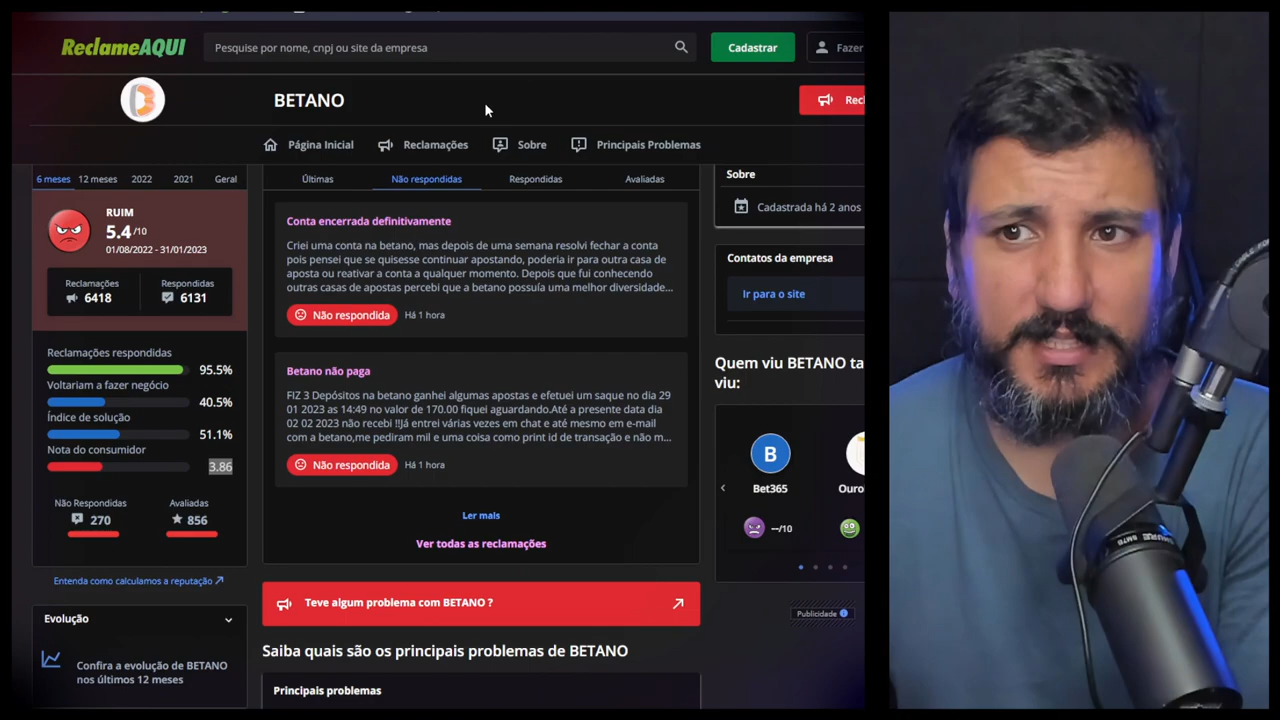 ReclameAQUI
Pesquise por nome, cnpj ou site da empresa
Cadastrar
Fazer
BETANO
Página Inicial
Reclamações
Sobre
Principais Problemas
6 meses
12 meses
2022
2021
Geral
RUIM
5.4 /10
01/08/2022 - 31/01/2023
Reclamações
6418
Respondidas
6131
Reclamações respondidas
95.5%
Voltariam a fazer negócio
40.5%
Índice de solução
51.1%
Nota do consumidor
3.86
Não Respondidas
270
Avaliadas
856
Entenda como calculamos a reputação
Evolução
Confira a evolução de BETANO
nos últimos 12 meses
Últimas
Não respondidas
Respondidas
Avaliadas
Conta encerrada definitivamente
Criei uma conta na betano, mas depois de uma semana resolvi fechar a conta
pois pensei que se quisesse continuar apostando, poderia ir para outra casa de
aposta ou reativar a conta a qualquer momento. Depois que fui conhecendo
outras casas de apostas percebi que a betano possuía uma melhor diversidade...
Não respondida
Há 1 hora
Betano não paga
FIZ 3 Depósitos na betano ganhei algumas apostas e efetuei um saque no dia 29
01 2023 as 14:49 no valor de 170.00 fiquei aguardando.Até a presente data dia
02 02 2023 não recebi !!Já entrei várias vezes em chat e até mesmo em e-mail
com a betano,me pediram mil e uma coisa como print id de transação e não m...
Não respondida
Há 1 hora
Ler mais
Ver todas as reclamações
Teve algum problema com BETANO ?
Saiba quais são os principais problemas de BETANO
Principais problemas
Sobre
Cadastrada há 2 anos
Contatos da empresa
Ir para o site
Quem viu BETANO ta
viu:
B
Bet365
--/10
Ouro
Publicidade
SM7B